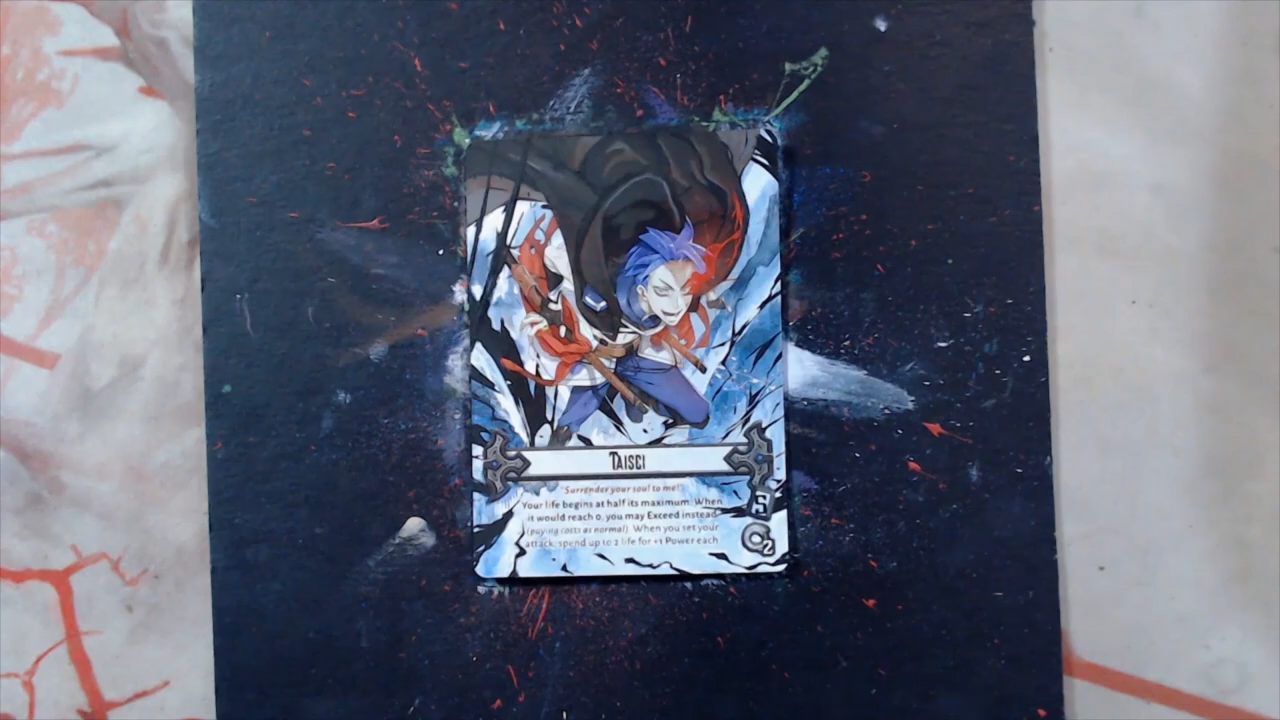 TAISEI
"Surrender your soul to me!"
Your life begins at half its maximum. When
it would reach 0, you may Exceed instead
(paying costs as normal). When you set your
attack, spend up to 2 life for +1 Power each
S
C2